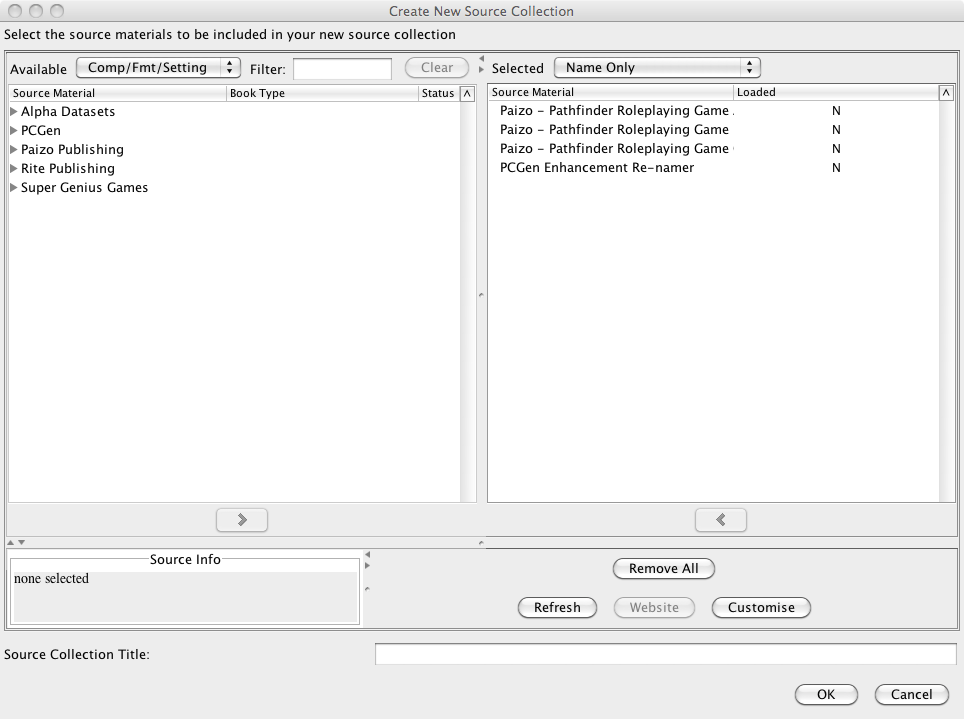 Create New Source Collection
Select the source materials to be included in your new source collection
Available Comp/Fmt/Setting Filter: Clear Selected Name Only
Source Material Book Type Status Source Material Loaded
Alpha Datasets
PCGen
Paizo Publishing
Rite Publishing
Super Genius Games
Paizo - Pathfinder Roleplaying Game N
Paizo - Pathfinder Roleplaying Game N
Paizo - Pathfinder Roleplaying Game N
PCGen Enhancement Re-namer N
Source Info
none selected
Remove All
Refresh Website Customise
Source Collection Title:
OK Cancel